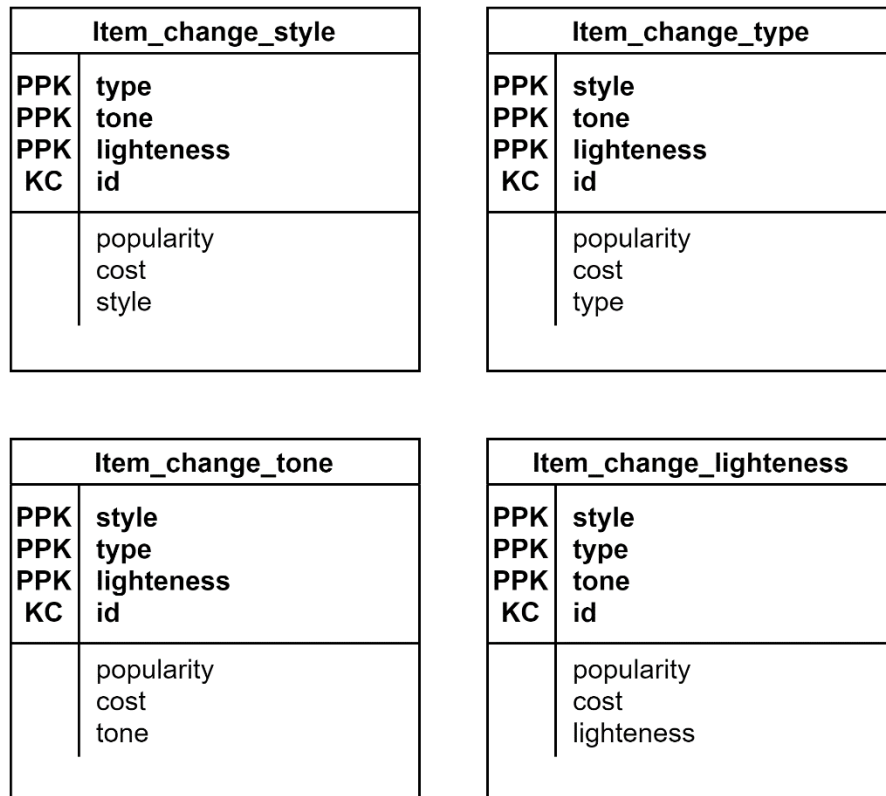 Item_change_style
PPK type
PPK tone
PPK lighteness
KC id
popularity
cost
style
Item_change_type
PPK style
PPK tone
PPK lighteness
KC id
popularity
cost
type
Item_change_tone
PPK style
PPK type
PPK lighteness
KC id
popularity
cost
tone
Item_change_lighteness
PPK style
PPK type
PPK tone
KC id
popularity
cost
lighteness